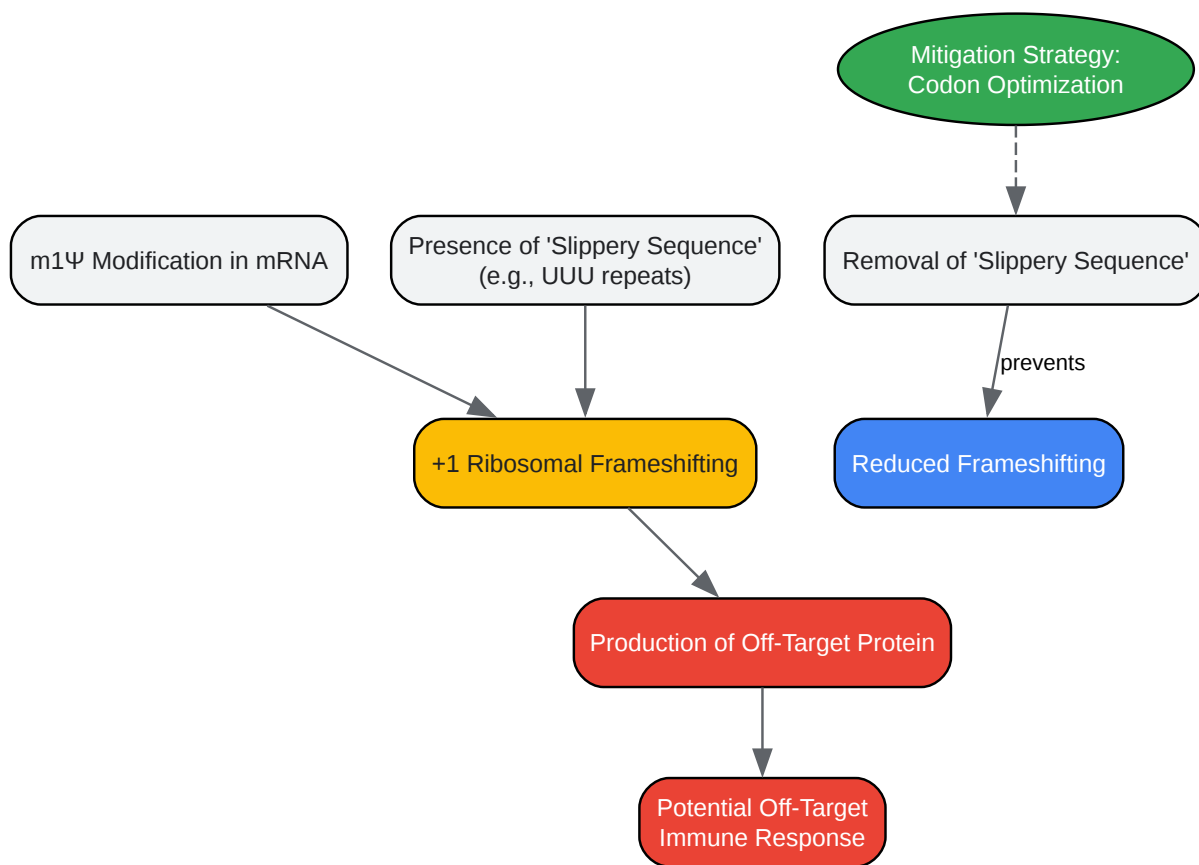 Mitigation Strategy:
Codon Optimization
m1Ψ Modification in mRNA
Presence of 'Slippery Sequence'
(e.g., UUU repeats)
Removal of 'Slippery Sequence'
prevents
+1 Ribosomal Frameshifting
Reduced Frameshifting
Production of Off-Target Protein
Potential Off-Target
Immune Response